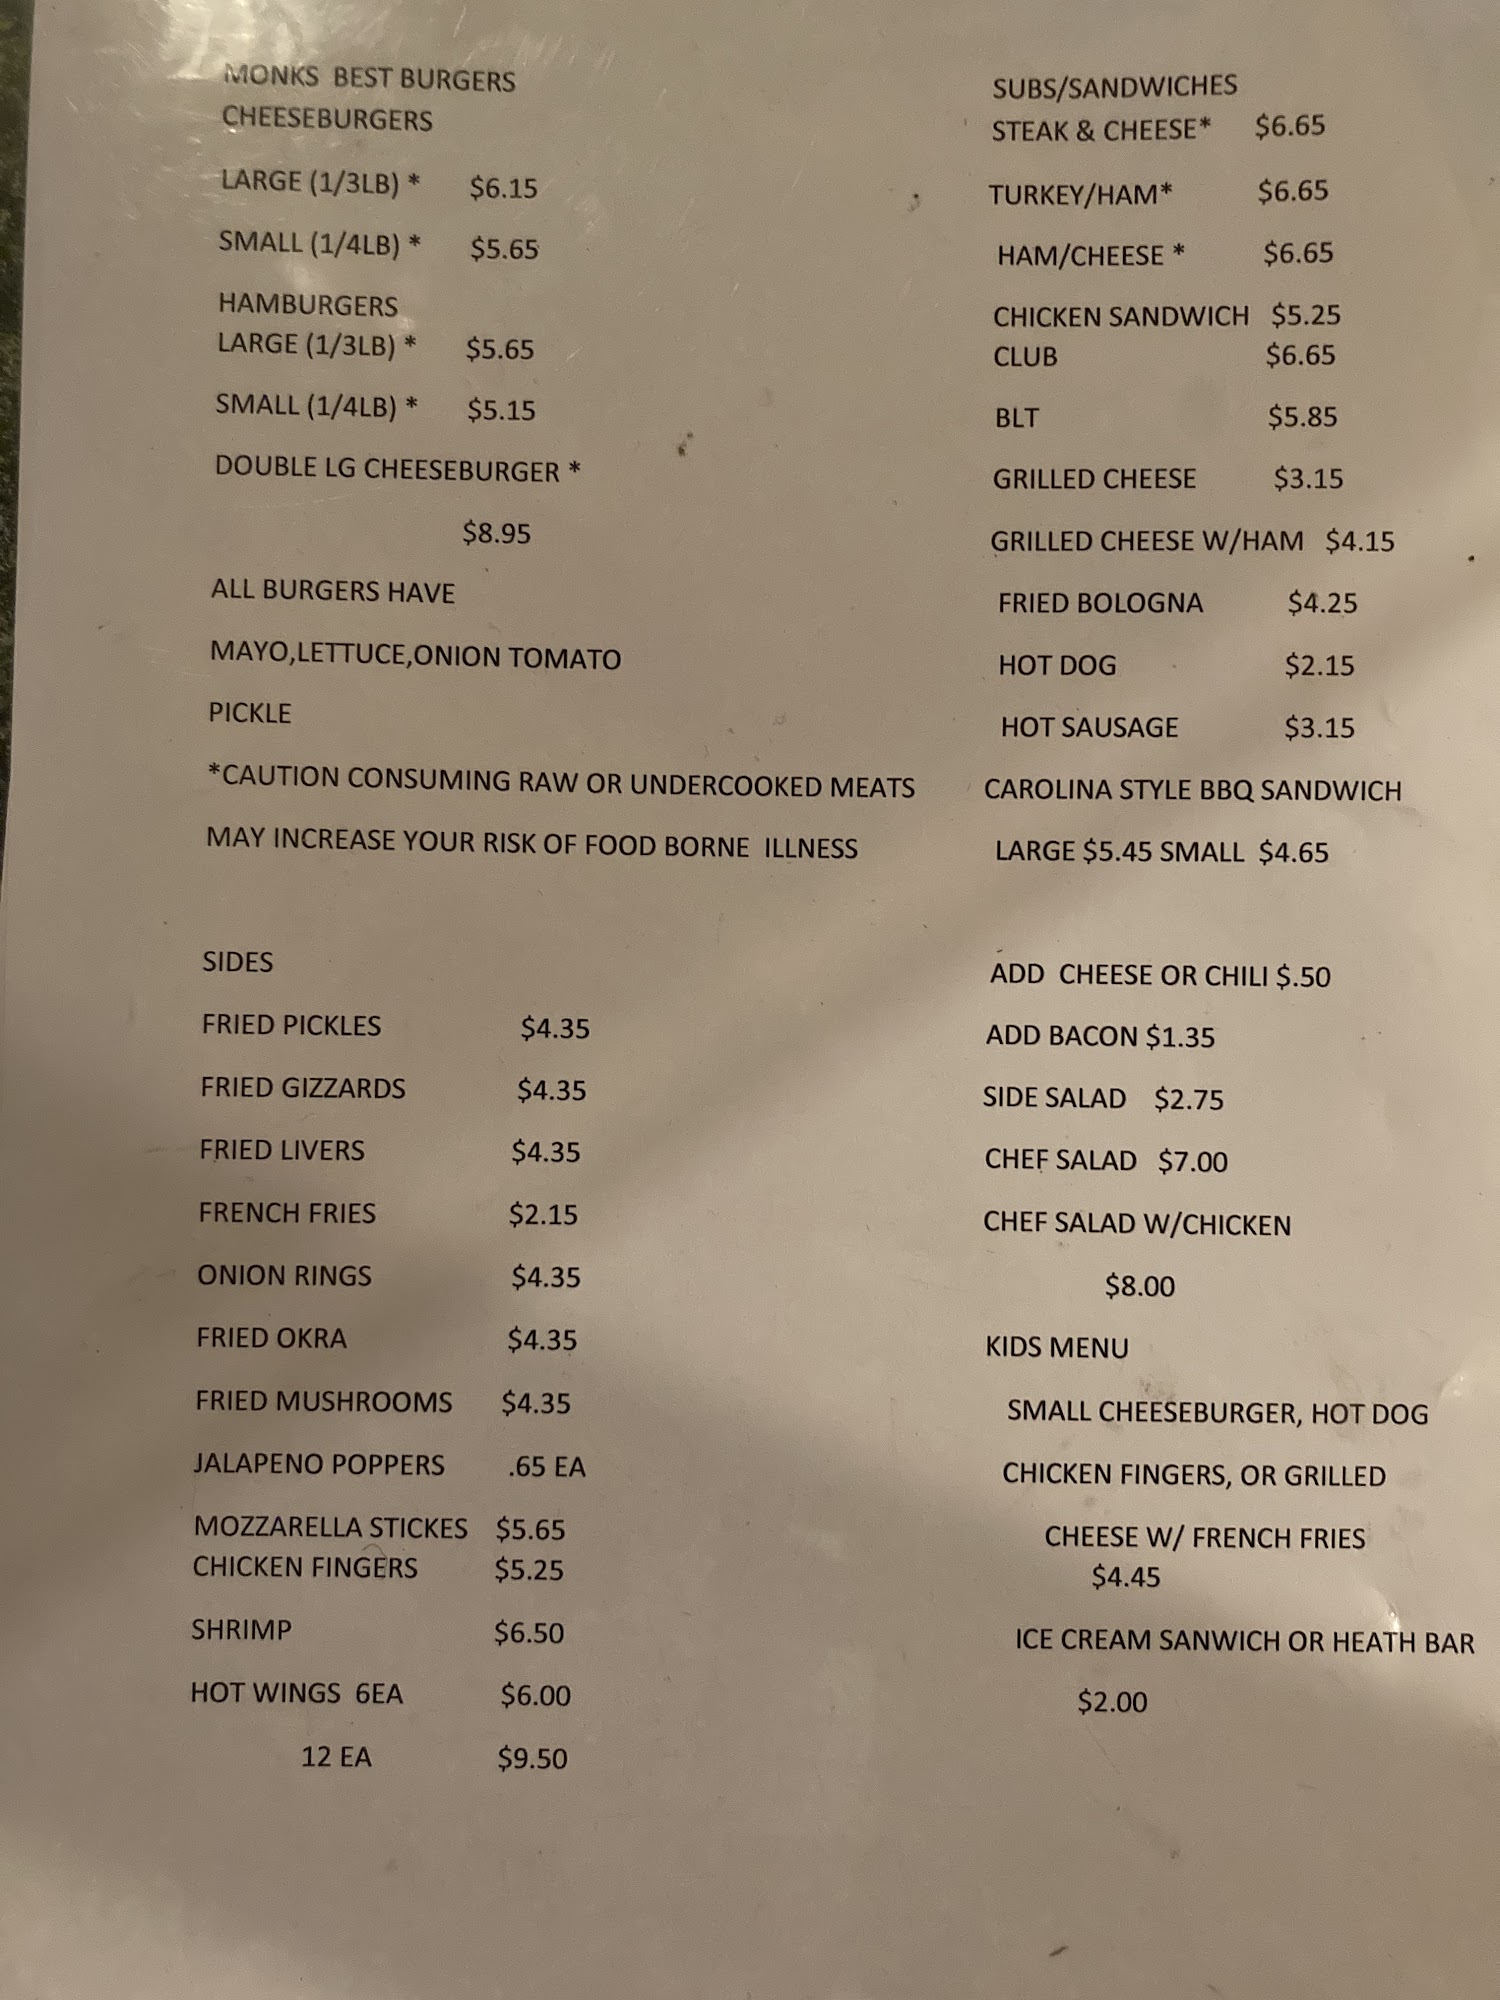 MONKS BEST BURGERS
CHEESEBURGERS
LARGE (1/3LB) * $6.15
SMALL (1/4LB) * $5.65
HAMBURGERS
LARGE (1/3LB) * $5.65
SMALL (1/4LB) * $5.15
DOUBLE LG CHEESEBURGER *
$8.95
ALL BURGERS HAVE
MAYO,LETTUCE,ONION TOMATO
PICKLE
*CAUTION CONSUMING RAW OR UNDERCOOKED MEATS
MAY INCREASE YOUR RISK OF FOOD BORNE ILLNESS
SIDES
FRIED PICKLES $4.35
FRIED GIZZARDS $4.35
FRIED LIVERS $4.35
FRENCH FRIES $2.15
ONION RINGS $4.35
FRIED OKRA $4.35
FRIED MUSHROOMS $4.35
JALAPENO POPPERS .65 EA
MOZZARELLA STICKES $5.65
CHICKEN FINGERS $5.25
SHRIMP $6.50
HOT WINGS 6EA $6.00
12 EA $9.50
SUBS/SANDWICHES
STEAK & CHEESE* $6.65
TURKEY/HAM* $6.65
HAM/CHEESE * $6.65
CHICKEN SANDWICH $5.25
CLUB $6.65
BLT $5.85
GRILLED CHEESE $3.15
GRILLED CHEESE W/HAM $4.15
FRIED BOLOGNA $4.25
HOT DOG $2.15
HOT SAUSAGE $3.15
CAROLINA STYLE BBQ SANDWICH
LARGE $5.45 SMALL $4.65
ADD CHEESE OR CHILI $.50
ADD BACON $1.35
SIDE SALAD $2.75
CHEF SALAD $7.00
CHEF SALAD W/CHICKEN
$8.00
KIDS MENU
SMALL CHEESEBURGER, HOT DOG
CHICKEN FINGERS, OR GRILLED
CHEESE W/ FRENCH FRIES
$4.45
ICE CREAM SANWICH OR HEATH BAR
$2.00